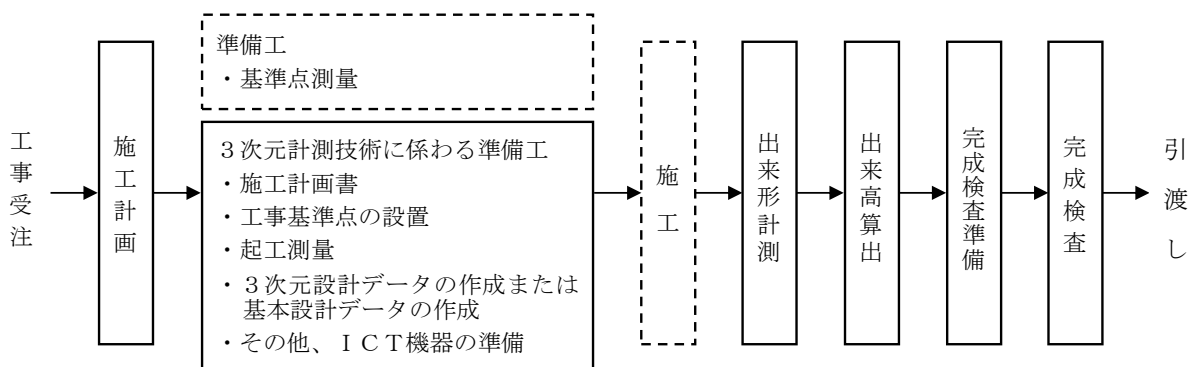 工事受注
施工計画
準備工
・基準点測量
３次元計測技術に係わる準備工
・施工計画書
・工事基準点の設置
・起工測量
・３次元設計データの作成または
基本設計データの作成
・その他、ＩＣＴ機器の準備
施工
出来形計測
出来高算出
完成検査準備
完成検査
引渡し